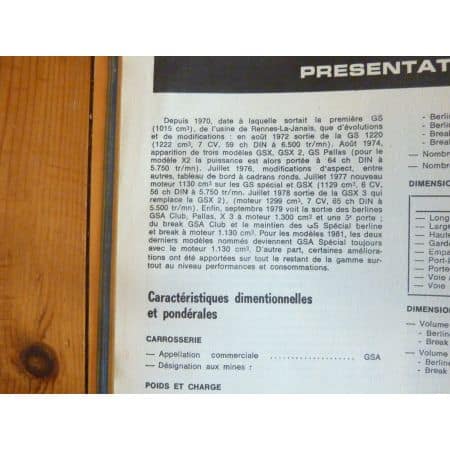 PRESENTAT
Depuis 1970, date à laquelle sortait la première GS
(1015 cm³), de l'usine de Rennes-La-Janais, que d'évolutions
et de modifications : en août 1972 sortie de la GS 1220
(1222 cm³, 7 CV, 59 ch DIN à 6.500 tr/mn). Août 1974,
apparition de trois modèles GSX, GSX 2, GS Pallas (pour le
modèle X2 la puissance est alors portée à 64 ch DIN à
5.750 tr/mn). Juillet 1976, modifications d'aspect, entre
autres, tableau de bord à cadrans ronds. Juillet 1977 nouveau
moteur 1130 cm³ sur les GS spécial et GSX (1129 cm³, 6 CV,
56 ch DIN à 5.750 tr/mn). Juillet 1978 sortie de la GSX 3 qui
remplace la GSX 2), (moteur 1299 cm³, 7 CV, 65 ch DIN à
5.500 tr/mn). Enfin, septembre 1979 voit la sortie des berlines
GSA Club, Pallas, X 3 à moteur 1.300 cm³ et une 5e porte ;
du break GSA Club et le maintien des GS Spécial berline
et break à moteur 1.130 cm³. Pour les modèles 1981, les deux
derniers modèles nommés deviennent GSA Spécial toujours
avec le moteur 1.130 cm³. D'autre part, certaines améliora-
tions ont été apportées sur tout le restant de la gamme sur-
tout au niveau performances et consommations.
Caractéristiques dimentionnelles
et pondérales
CARROSSERIE
— Appellation commerciale .................... GSA
— Désignation aux mines :
POIDS ET CHARGE
- Berli
- Berli
- Break
- Break
— Nombr
— Nombr
DIMENSI
— Long
— Large
— Haute
— Garde
— Empa
— Port-
— Porte
— Voie
— Voie
DIMENSION
— Volume
- Berline
- Break
— Volume
- Berline
- Break